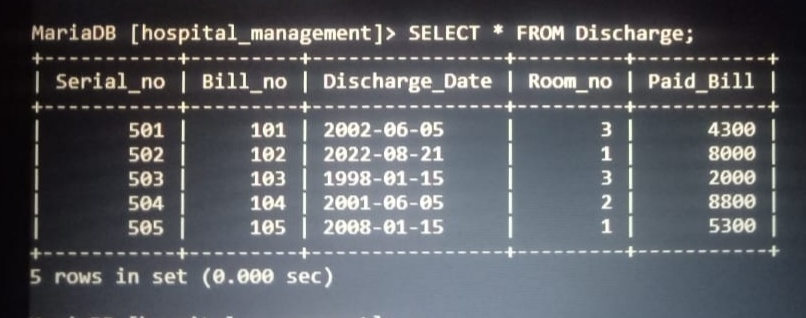 MariaDB [hospital_management]> SELECT * FROM Discharge;
+-----------+---------+----------------+---------+-----------+
| Serial_no | Bill_no | Discharge_Date | Room_no | Paid_Bill |
+-----------+---------+----------------+---------+-----------+
| 501 | 101 | 2002-06-05 | 3 | 4300 |
| 502 | 102 | 2022-08-21 | 1 | 8000 |
| 503 | 103 | 1998-01-15 | 3 | 2000 |
| 504 | 104 | 2001-06-05 | 2 | 8800 |
| 505 | 105 | 2008-01-15 | 1 | 5300 |
+-----------+---------+----------------+---------+-----------+
5 rows in set (0.000 sec)